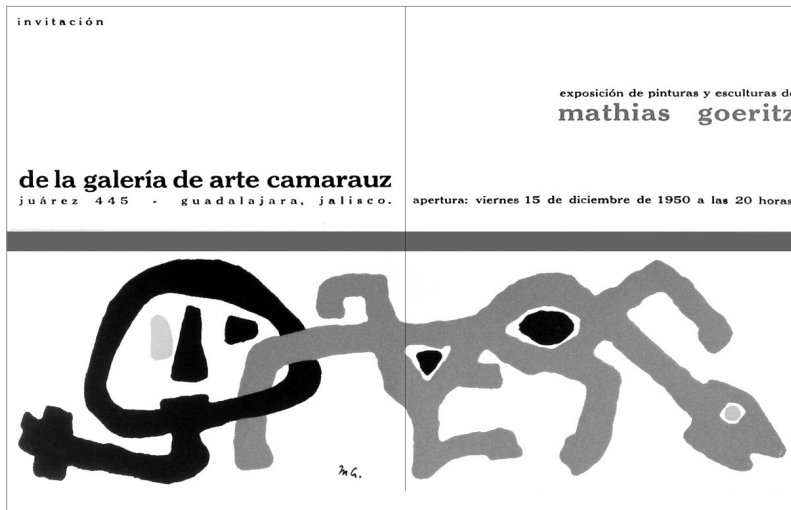 invitación
de la galería de arte camarauz
juárez 445 - guadalajara, jalisco.
exposición de pinturas y esculturas de
mathias goeritz
apertura: viernes 15 de diciembre de 1950 a las 20 horas
M G.